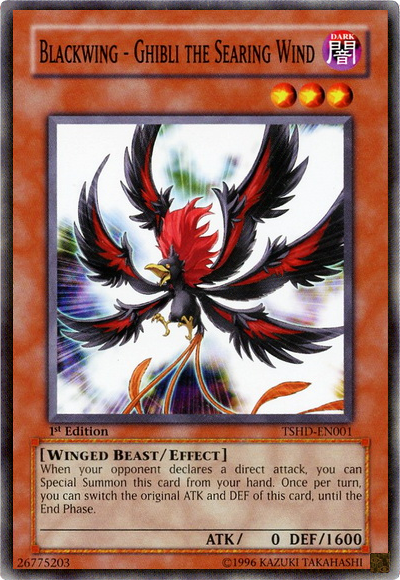 Blackwing - Ghibli the Searing Wind
DARK
闇
1st Edition
TSHD-EN001
[Winged Beast/Effect]
When your opponent declares a direct attack, you can
Special Summon this card from your hand. Once per turn,
you can switch the original ATK and DEF of this card, until the
End Phase.
ATK/ 0 DEF/1600
26775203
©1996 KAZUKI TAKAHASHI